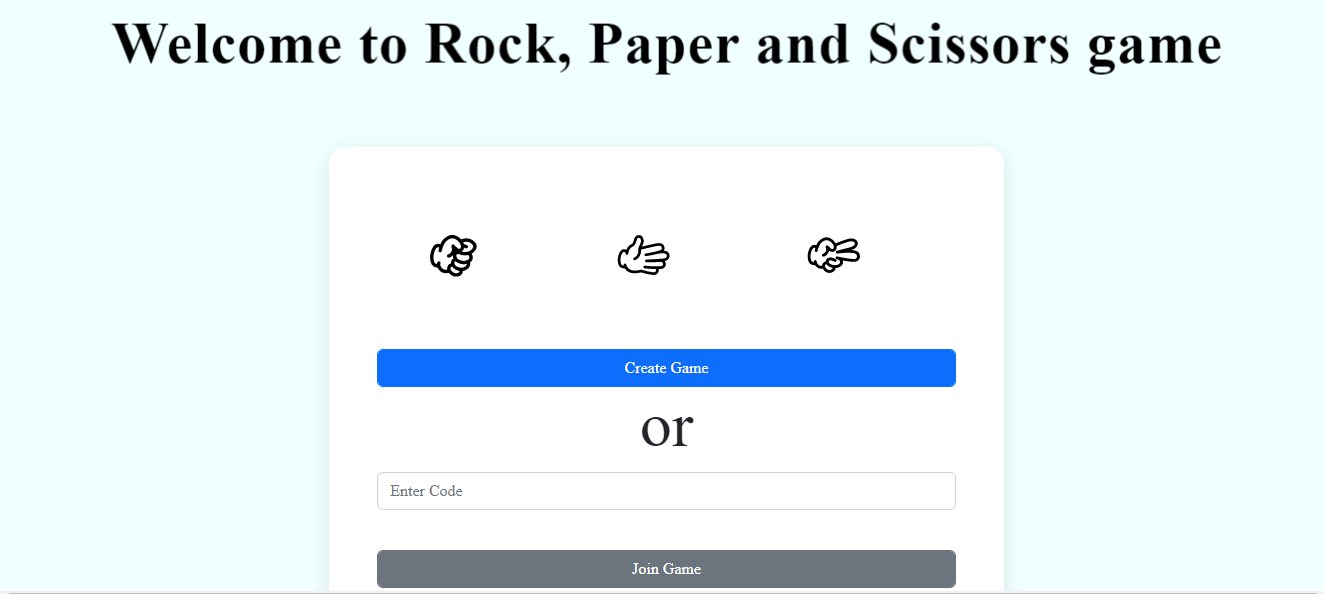 Welcome to Rock, Paper and Scissors game
Create Game
or
Enter Code
Join Game